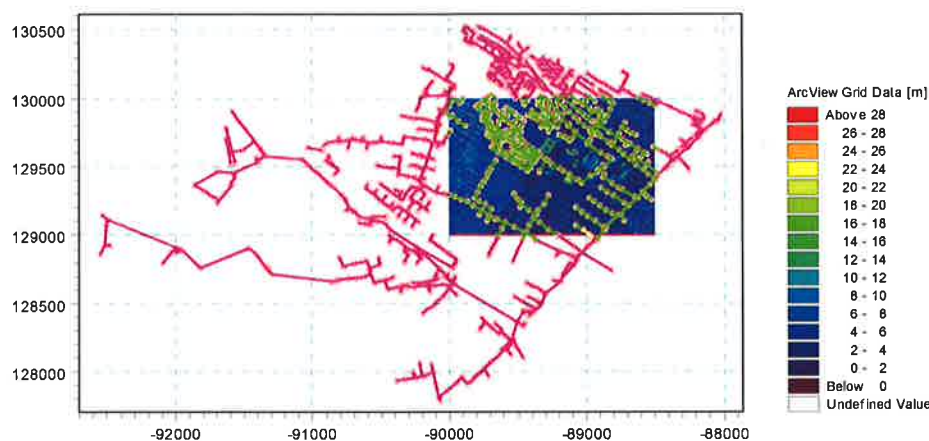 130500
130000
129500
129000
128500
128000
-92000
-91000
-90000
-89000
-88000
ArcView Grid Data [m]
Above 28
26 - 28
24 - 26
22 - 24
20 - 22
18 - 20
16 - 18
14 - 16
12 - 14
10 - 12
8 - 10
6 - 8
4 - 6
2 - 4
0 - 2
Below 0
Undefined Value